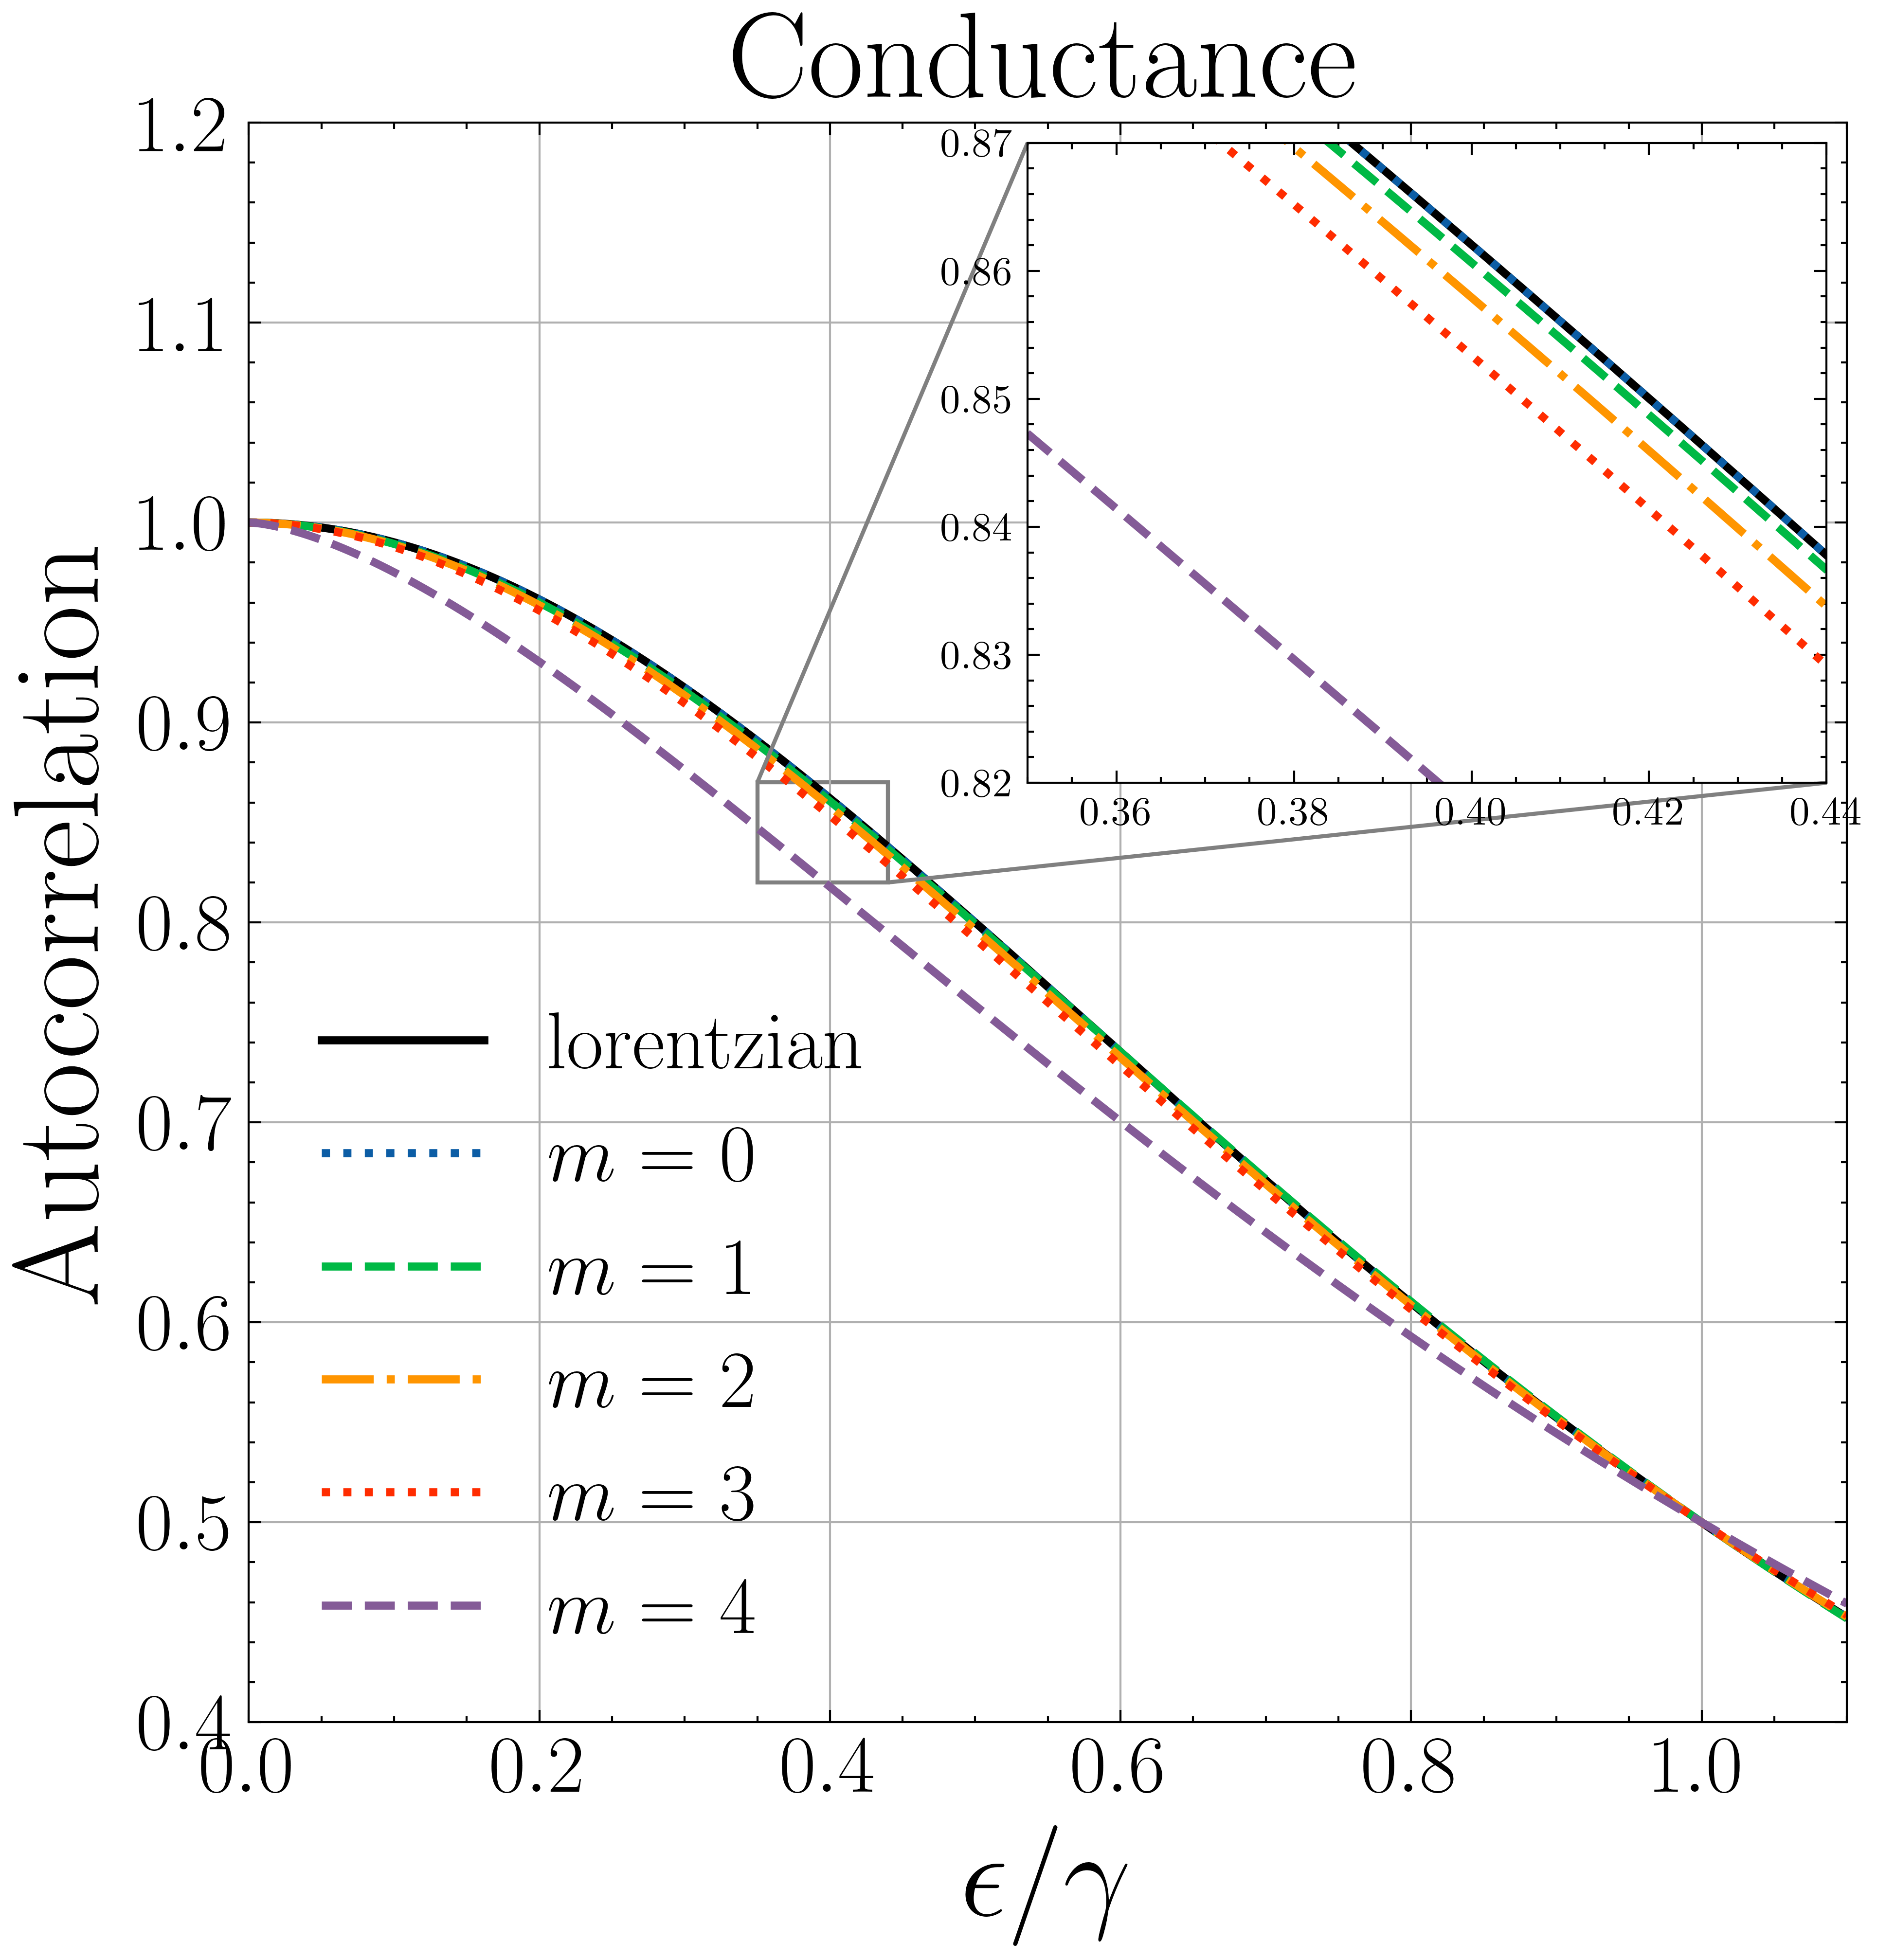 Conductance
1.2
1.1
1.0
0.9
0.8
0.7
0.6
0.5
0.4
Autocorrelation
0.87
0.86
0.85
0.84
0.83
0.82
0.36 0.38 0.40 0.42 0.44
lorentzian
m = 0
m = 1
m = 2
m = 3
m = 4
0.0 0.2 0.4 0.6 0.8 1.0
ϵ/γ